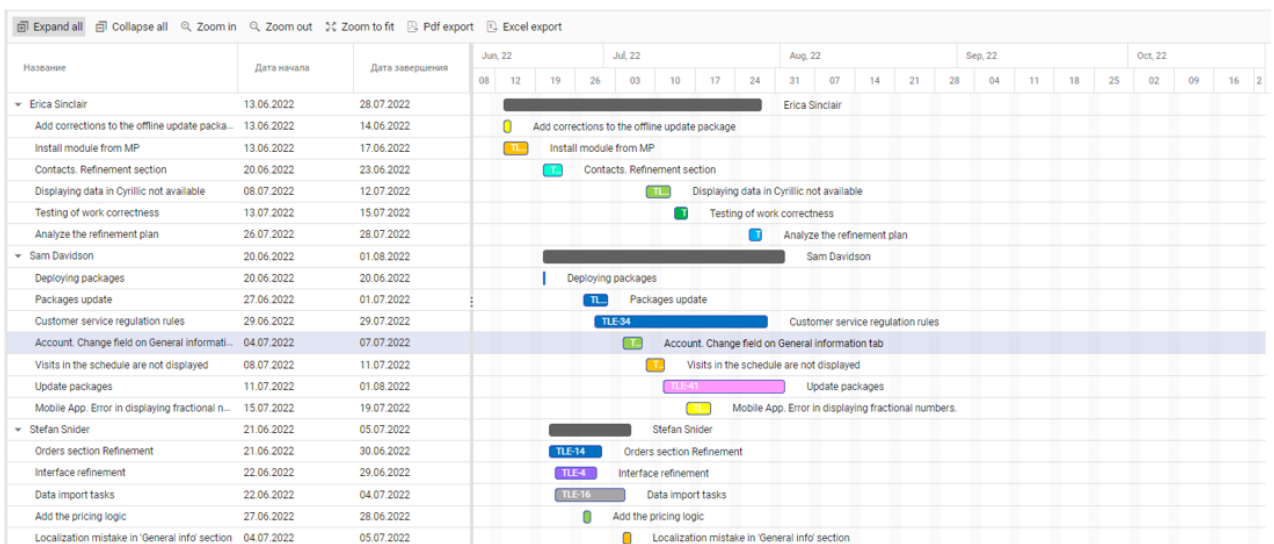 Expand all Collapse all Zoom in Zoom out Zoom to fit Pdf export Excel export
Название Дата начала Дата завершения Jun, 22 Jul, 22 Aug, 22 Sep, 22 Oct, 22
08 12 19 26 03 10 17 24 31 07 14 21 28 04 11 18 25 02 09 16 2
Erica Sinclair 13.06.2022 28.07.2022 Erica Sinclair
Add corrections to the offline update packa... 13.06.2022 14.06.2022 Add corrections to the offline update package
Install module from MP 13.06.2022 17.06.2022 TL... Install module from MP
Contacts. Refinement section 20.06.2022 23.06.2022 T... Contacts. Refinement section
Displaying data in Cyrillic not available 08.07.2022 12.07.2022 TL... Displaying data in Cyrillic not available
Testing of work correctness 13.07.2022 15.07.2022 T Testing of work correctness
Analyze the refinement plan 26.07.2022 28.07.2022 T Analyze the refinement plan
Sam Davidson 20.06.2022 01.08.2022 Sam Davidson
Deploying packages 20.06.2022 20.06.2022 Deploying packages
Packages update 27.06.2022 01.07.2022 TL... Packages update
Customer service regulation rules 29.06.2022 29.07.2022 TLE-34 Customer service regulation rules
Account. Change field on General informati... 04.07.2022 07.07.2022 T... Account. Change field on General information tab
Visits in the schedule are not displayed 08.07.2022 11.07.2022 T... Visits in the schedule are not displayed
Update packages 11.07.2022 01.08.2022 TLE-41 Update packages
Mobile App. Error in displaying fractional n... 15.07.2022 19.07.2022 TL... Mobile App. Error in displaying fractional numbers.
Stefan Snider 21.06.2022 05.07.2022 Stefan Snider
Orders section Refinement 21.06.2022 30.06.2022 TLE-14 Orders section Refinement
Interface refinement 22.06.2022 29.06.2022 TLE-4 Interface refinement
Data import tasks 22.06.2022 04.07.2022 TLE-16 Data import tasks
Add the pricing logic 27.06.2022 28.06.2022 Add the pricing logic
Localization mistake in 'General info' section 04.07.2022 05.07.2022 Localization mistake in 'General info' section